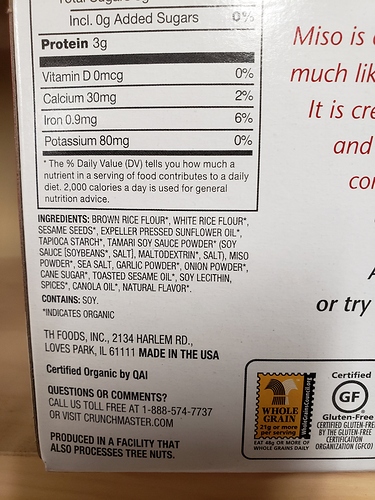 Total Sugars
Incl. 0g Added Sugars 0%
Protein 3g
Vitamin D 0mcg 0%
Calcium 30mg 2%
Iron 0.9mg 6%
Potassium 80mg 0%
* The % Daily Value (DV) tells you how much a
nutrient in a serving of food contributes to a daily
diet. 2,000 calories a day is used for general
nutrition advice.
INGREDIENTS: BROWN RICE FLOUR*, WHITE RICE FLOUR*,
SESAME SEEDS*, EXPELLER PRESSED SUNFLOWER OIL*,
TAPIOCA STARCH*, TAMARI SOY SAUCE POWDER* (SOY
SAUCE [SOYBEANS*, SALT], MALTODEXTRIN*, SALT), MISO
POWDER*, SEA SALT, GARLIC POWDER*, ONION POWDER*,
CANE SUGAR*, TOASTED SESAME OIL*, SOY LECITHIN,
SPICES*, CANOLA OIL*, NATURAL FLAVOR*.
CONTAINS: SOY.
*INDICATES ORGANIC
TH FOODS, INC., 2134 HARLEM RD.,
LOVES PARK, IL 61111 MADE IN THE USA
Certified Organic by QAI
QUESTIONS OR COMMENTS?
CALL US TOLL FREE AT 1-888-574-7737
OR VISIT CRUNCHMASTER.COM
PRODUCED IN A FACILITY THAT
ALSO PROCESSES TREE NUTS.
Miso is
much lik
It is cre
and
co
or try
WHOLE
GRAIN
21g or more
per serving
WholeGrainsCouncil.org
EAT 48g OR MORE OF
WHOLE GRAINS DAILY
Certified
GF
Gluten-Free
CERTIFIED GLUTEN-FRE
BY THE GLUTEN-FREE
CERTIFICATION
ORGANIZATION (GFCO)